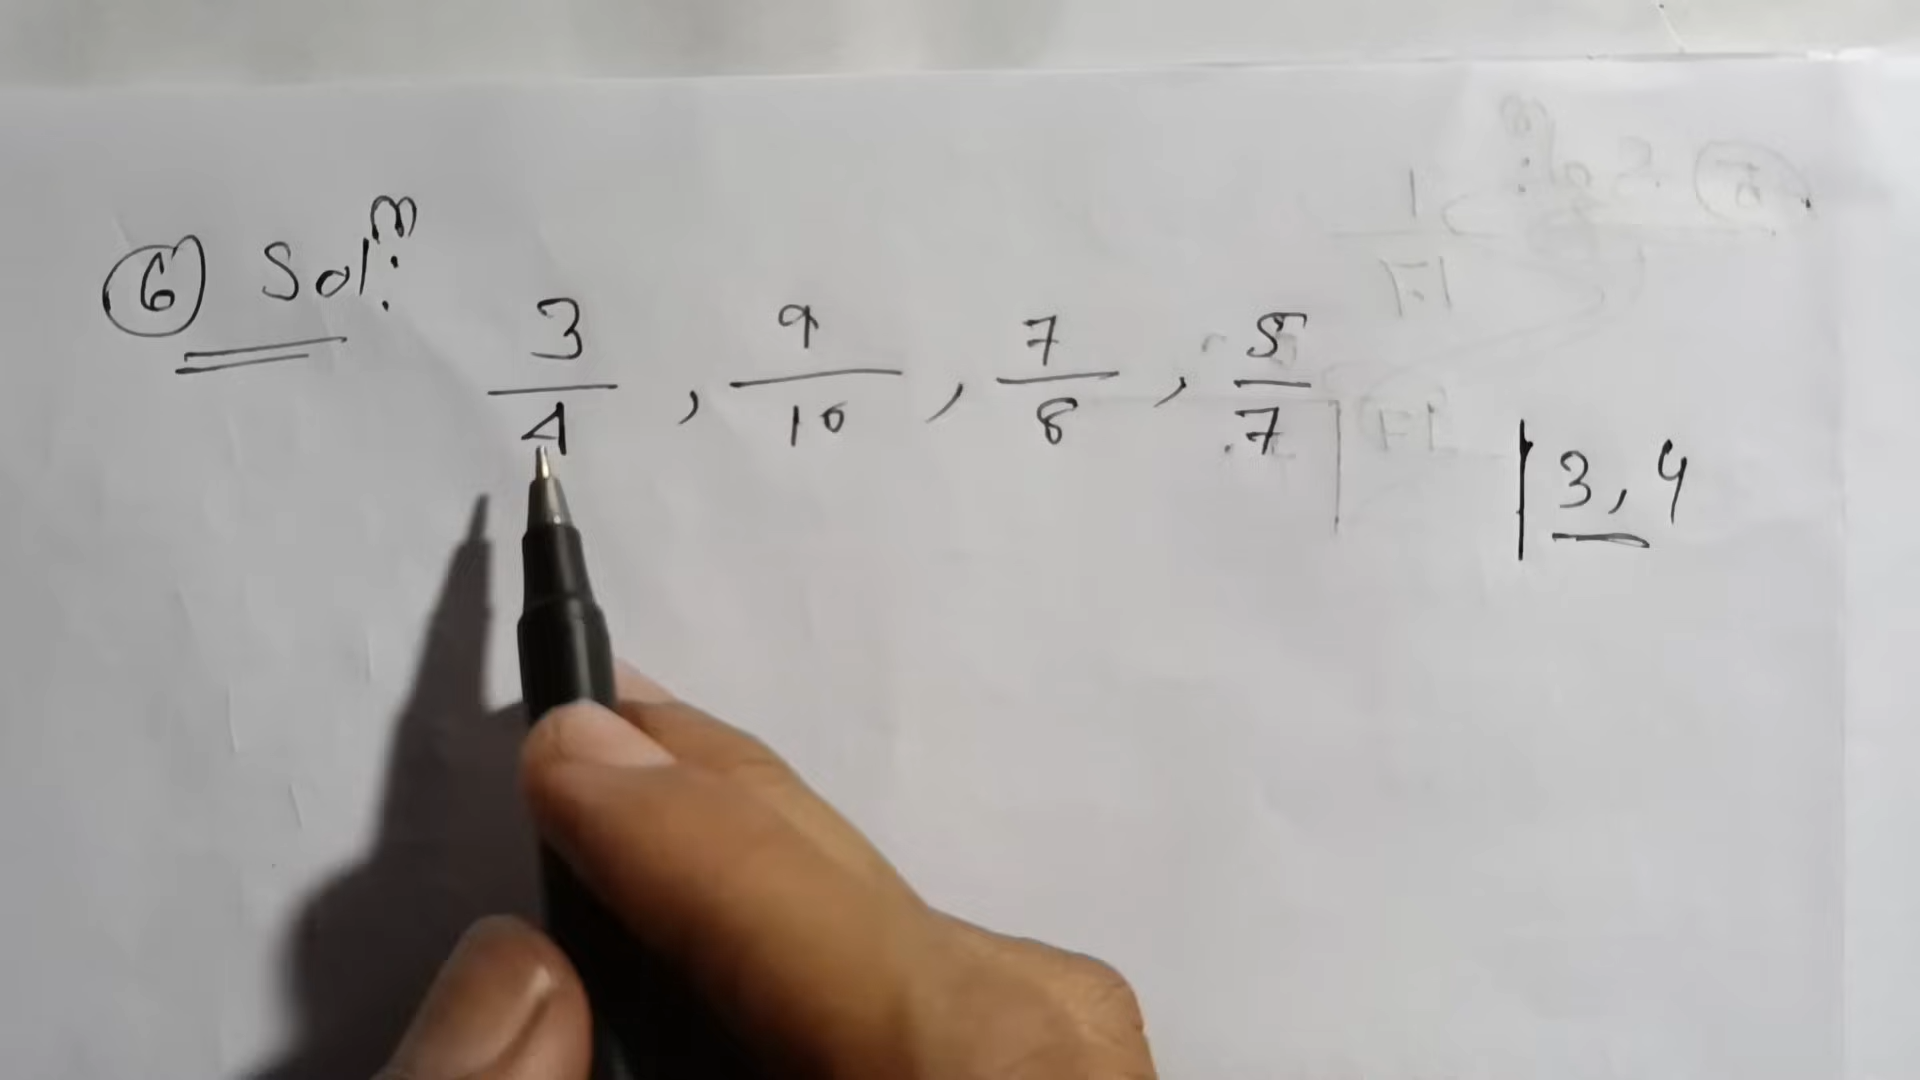 6 Solⁿ:
3/4 , 9/10 , 7/8 , 5/7
3, 4